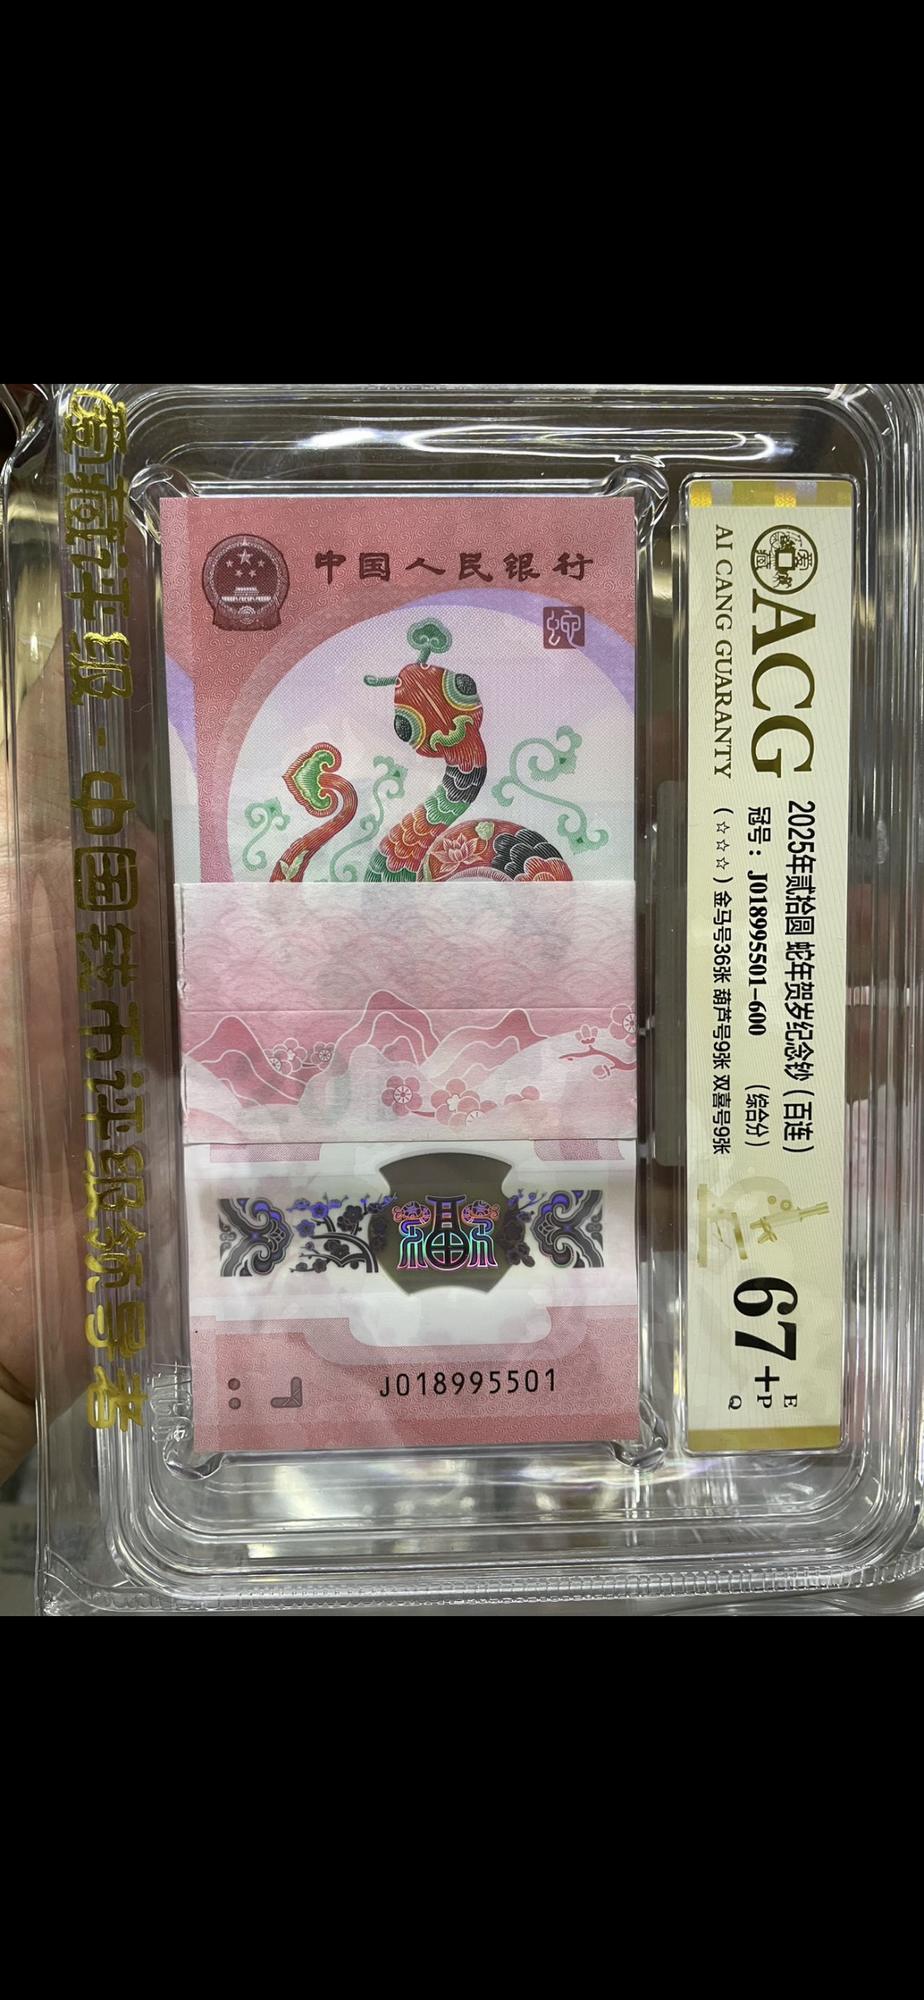 爱藏评级 - 中国钱币评级领导者
中国人民银行
蛇
J018995501
ACG
AI CANG GUARANTY
2025年贰拾圆 蛇年贺岁纪念钞（百连）
冠号：J018995501-600 （综合分）
（☆☆☆）金马号36张 葫芦号9张 双喜号9张
67+
E
P
Q